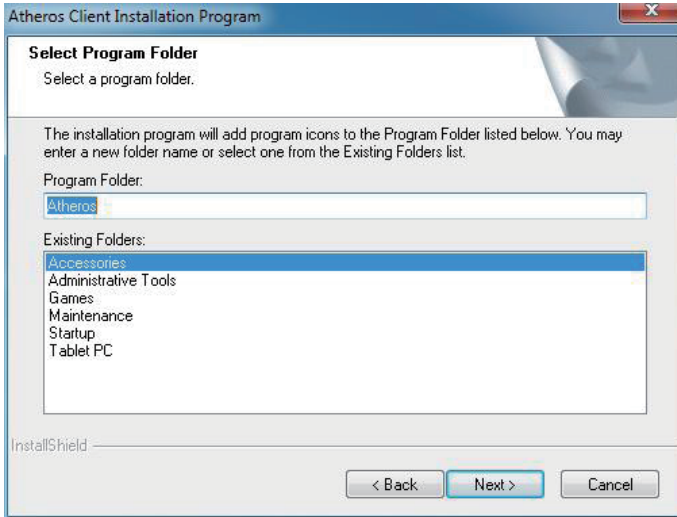 Atheros Client Installation Program
Select Program Folder
Select a program folder.
The installation program will add program icons to the Program Folder listed below. You may
enter a new folder name or select one from the Existing Folders list.
Program Folder:
Atheros
Existing Folders:
Accessories
Administrative Tools
Games
Maintenance
Startup
Tablet PC
InstallShield
< Back
Next >
Cancel